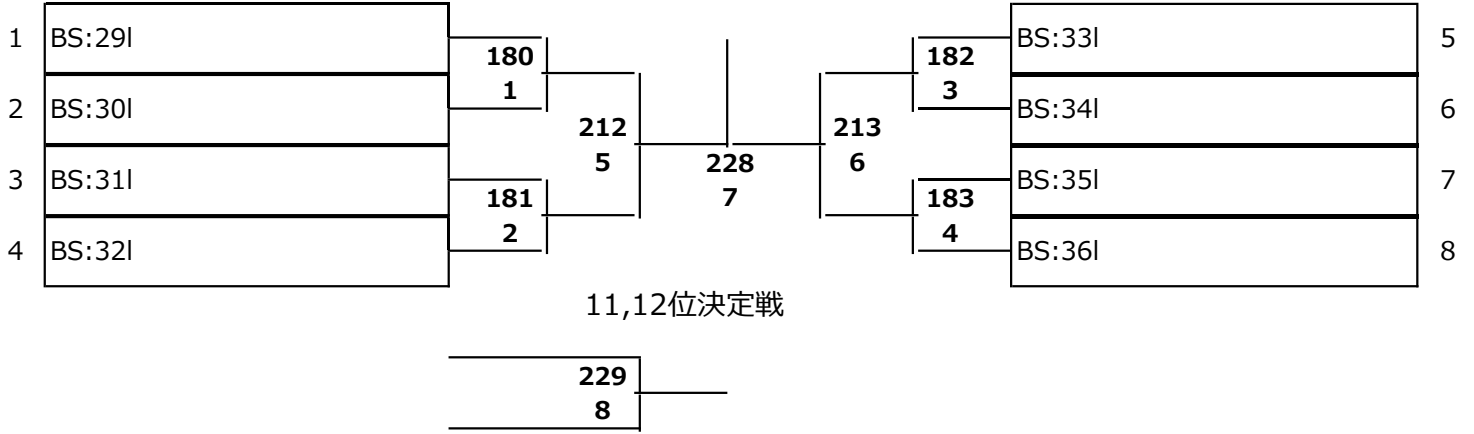 1 BS:29l
2 BS:30l
3 BS:31l
4 BS:32l
180
1
181
2
212
5
228
7
213
6
182
3
183
4
BS:33l 5
BS:34l 6
BS:35l 7
BS:36l 8
11,12位決定戦
229
8